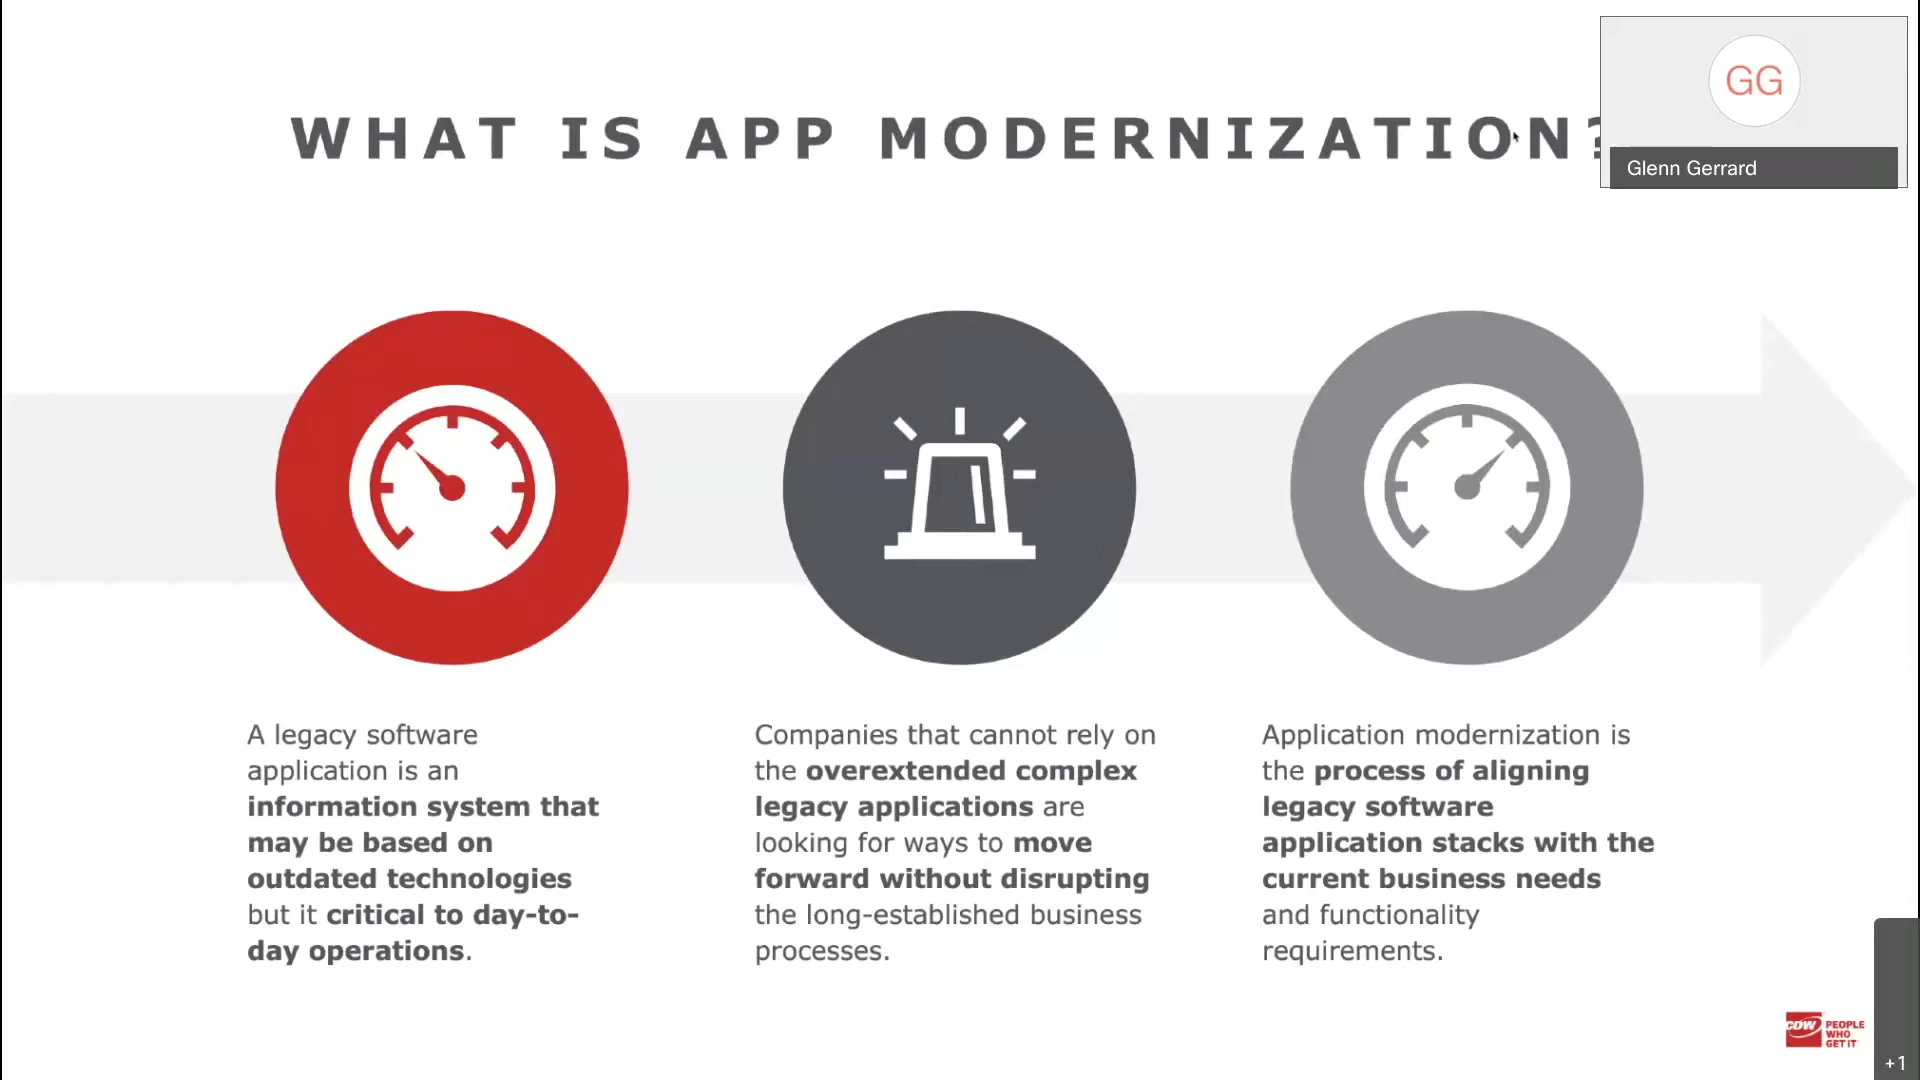 WHAT IS APP MODERNIZATION?
GG
Glenn Gerrard
A legacy software
application is an
information system that
may be based on
outdated technologies
but it critical to day-to-
day operations.
Companies that cannot rely on
the overextended complex
legacy applications are
looking for ways to move
forward without disrupting
the long-established business
processes.
Application modernization is
the process of aligning
legacy software
application stacks with the
current business needs
and functionality
requirements.
CDW
PEOPLE
WHO
GET IT
+1